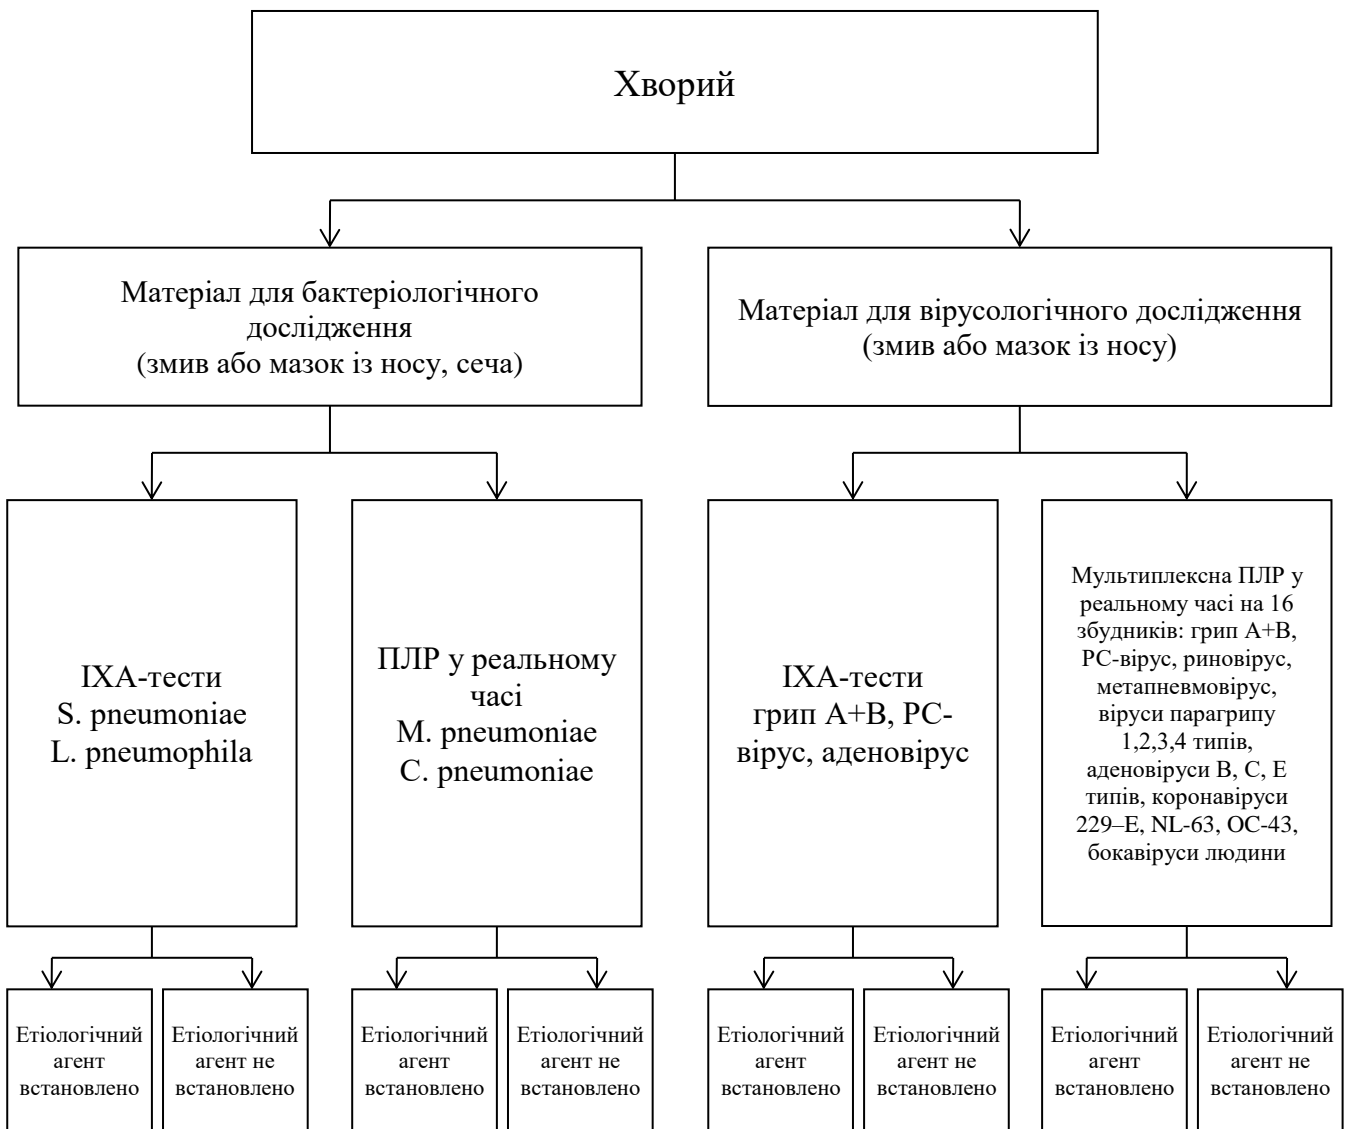 Хворий
Матеріал для бактеріологічного
дослідження
(змив або мазок із носу, сеча)
Матеріал для вірусологічного дослідження
(змив або мазок із носу)
ІХА-тести
S. pneumoniae
L. pneumophila
ПЛР у реальному
часі
M. pneumoniae
C. pneumoniae
ІХА-тести
грип А+В, РС-
вірус, аденовірус
Мультиплексна ПЛР у
реальному часі на 16
збудників: грип А+В,
РС-вірус, риновірус,
метапневмовірус,
віруси парагрипу
1,2,3,4 типів,
аденовіруси В, С, Е
типів, коронавіруси
229–Е, NL-63, ОС-43,
бокавіруси людини
Етіологічний
агент
встановлено
Етіологічний
агент не
встановлено
Етіологічний
агент
встановлено
Етіологічний
агент не
встановлено
Етіологічний
агент
встановлено
Етіологічний
агент не
встановлено
Етіологічний
агент
встановлено
Етіологічний
агент не
встановлено